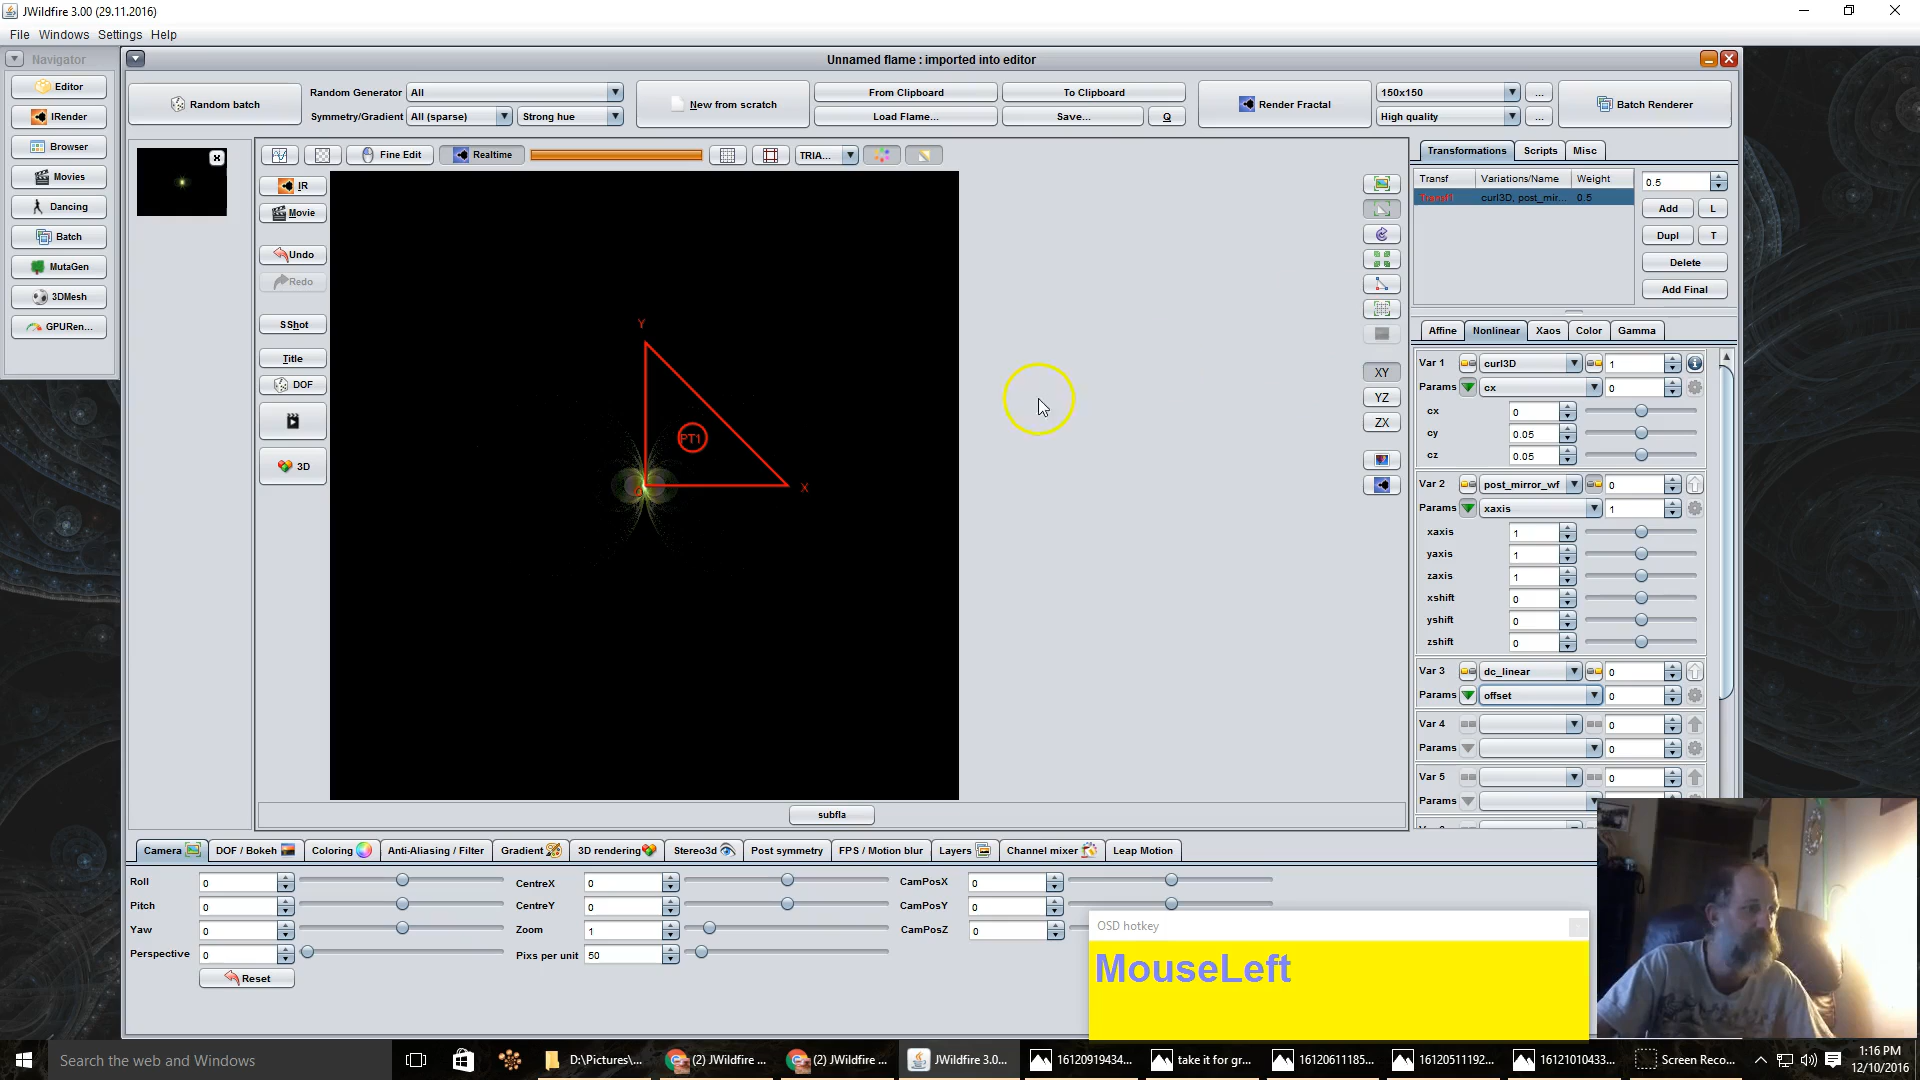 JWildfire 3.00 (29.11.2016)
File Windows Settings Help
Navigator
Unnamed flame : imported into editor
Editor
IRender
Browser
Movies
Dancing
Batch
MutaGen
3DMesh
GPURen...
Random batch
Random Generator All
Symmetry/Gradient All (sparse) Strong hue
New from scratch
From Clipboard To Clipboard
Load Flame... Save... Q
Render Fractal
150x150 ...
High quality ...
Batch Renderer
Fine Edit Realtime TRIA...
IR
Movie
Undo
Redo
SShot
Title
DOF
3D
Y
PT1
O
X
XY
YZ
ZX
Transformations Scripts Misc
Transf Variations/Name Weight
Transf1 curl3D, post_mir... 0.5
0.5
Add L
Dupl T
Delete
Add Final
Affine Nonlinear Xaos Color Gamma
Var 1 curl3D 1
Params cx 0
cx 0
cy 0.05
cz 0.05
Var 2 post_mirror_wf 0
Params xaxis 1
xaxis 1
yaxis 1
zaxis 1
xshift 0
yshift 0
zshift 0
Var 3 dc_linear 0
Params offset 0
Var 4 0
Params 0
Var 5 0
Params
subfla
Camera DOF / Bokeh Coloring Anti-Aliasing / Filter Gradient 3D rendering Stereo3d Post symmetry FPS / Motion blur Layers Channel mixer Leap Motion
Roll 0 CentreX 0 CamPosX 0
Pitch 0 CentreY 0 CamPosY 0
Yaw 0 Zoom 1 CamPosZ 0
Perspective 0 Pixs per unit 50
Reset
OSD hotkey
MouseLeft
Search the web and Windows
D:\Pictures\...
(2) JWildfire ...
(2) JWildfire ...
JWildfire 3.0...
16120919434...
take it for gr...
16120611185...
16120511192...
16121010433...
Screen Reco...
1:16 PM
12/10/2016